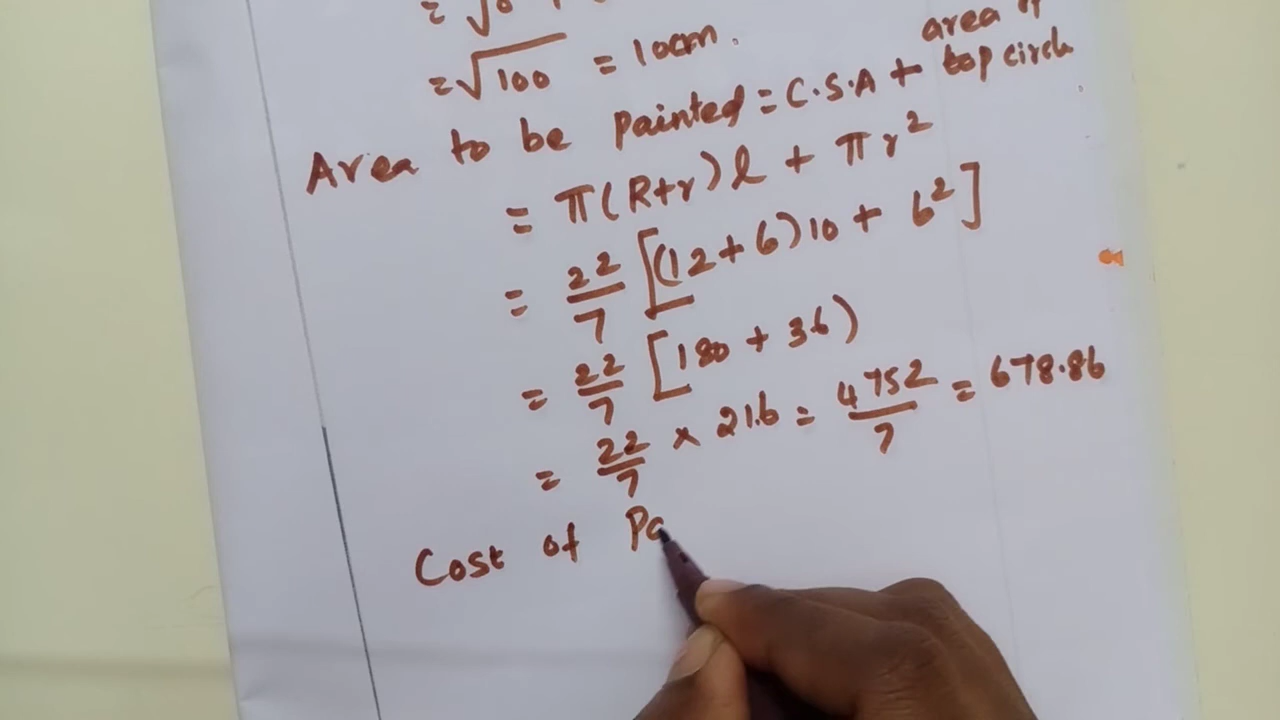 = √
= √100 = 10cm.
Area to be Painted = C.S.A + area of top circle
= π(R+r)l + πr²
= 22/7 [(12+6)10 + 6²]
= 22/7 [180 + 36)
= 22/7 × 216 = 4752/7 = 678.86
Cost of Pa